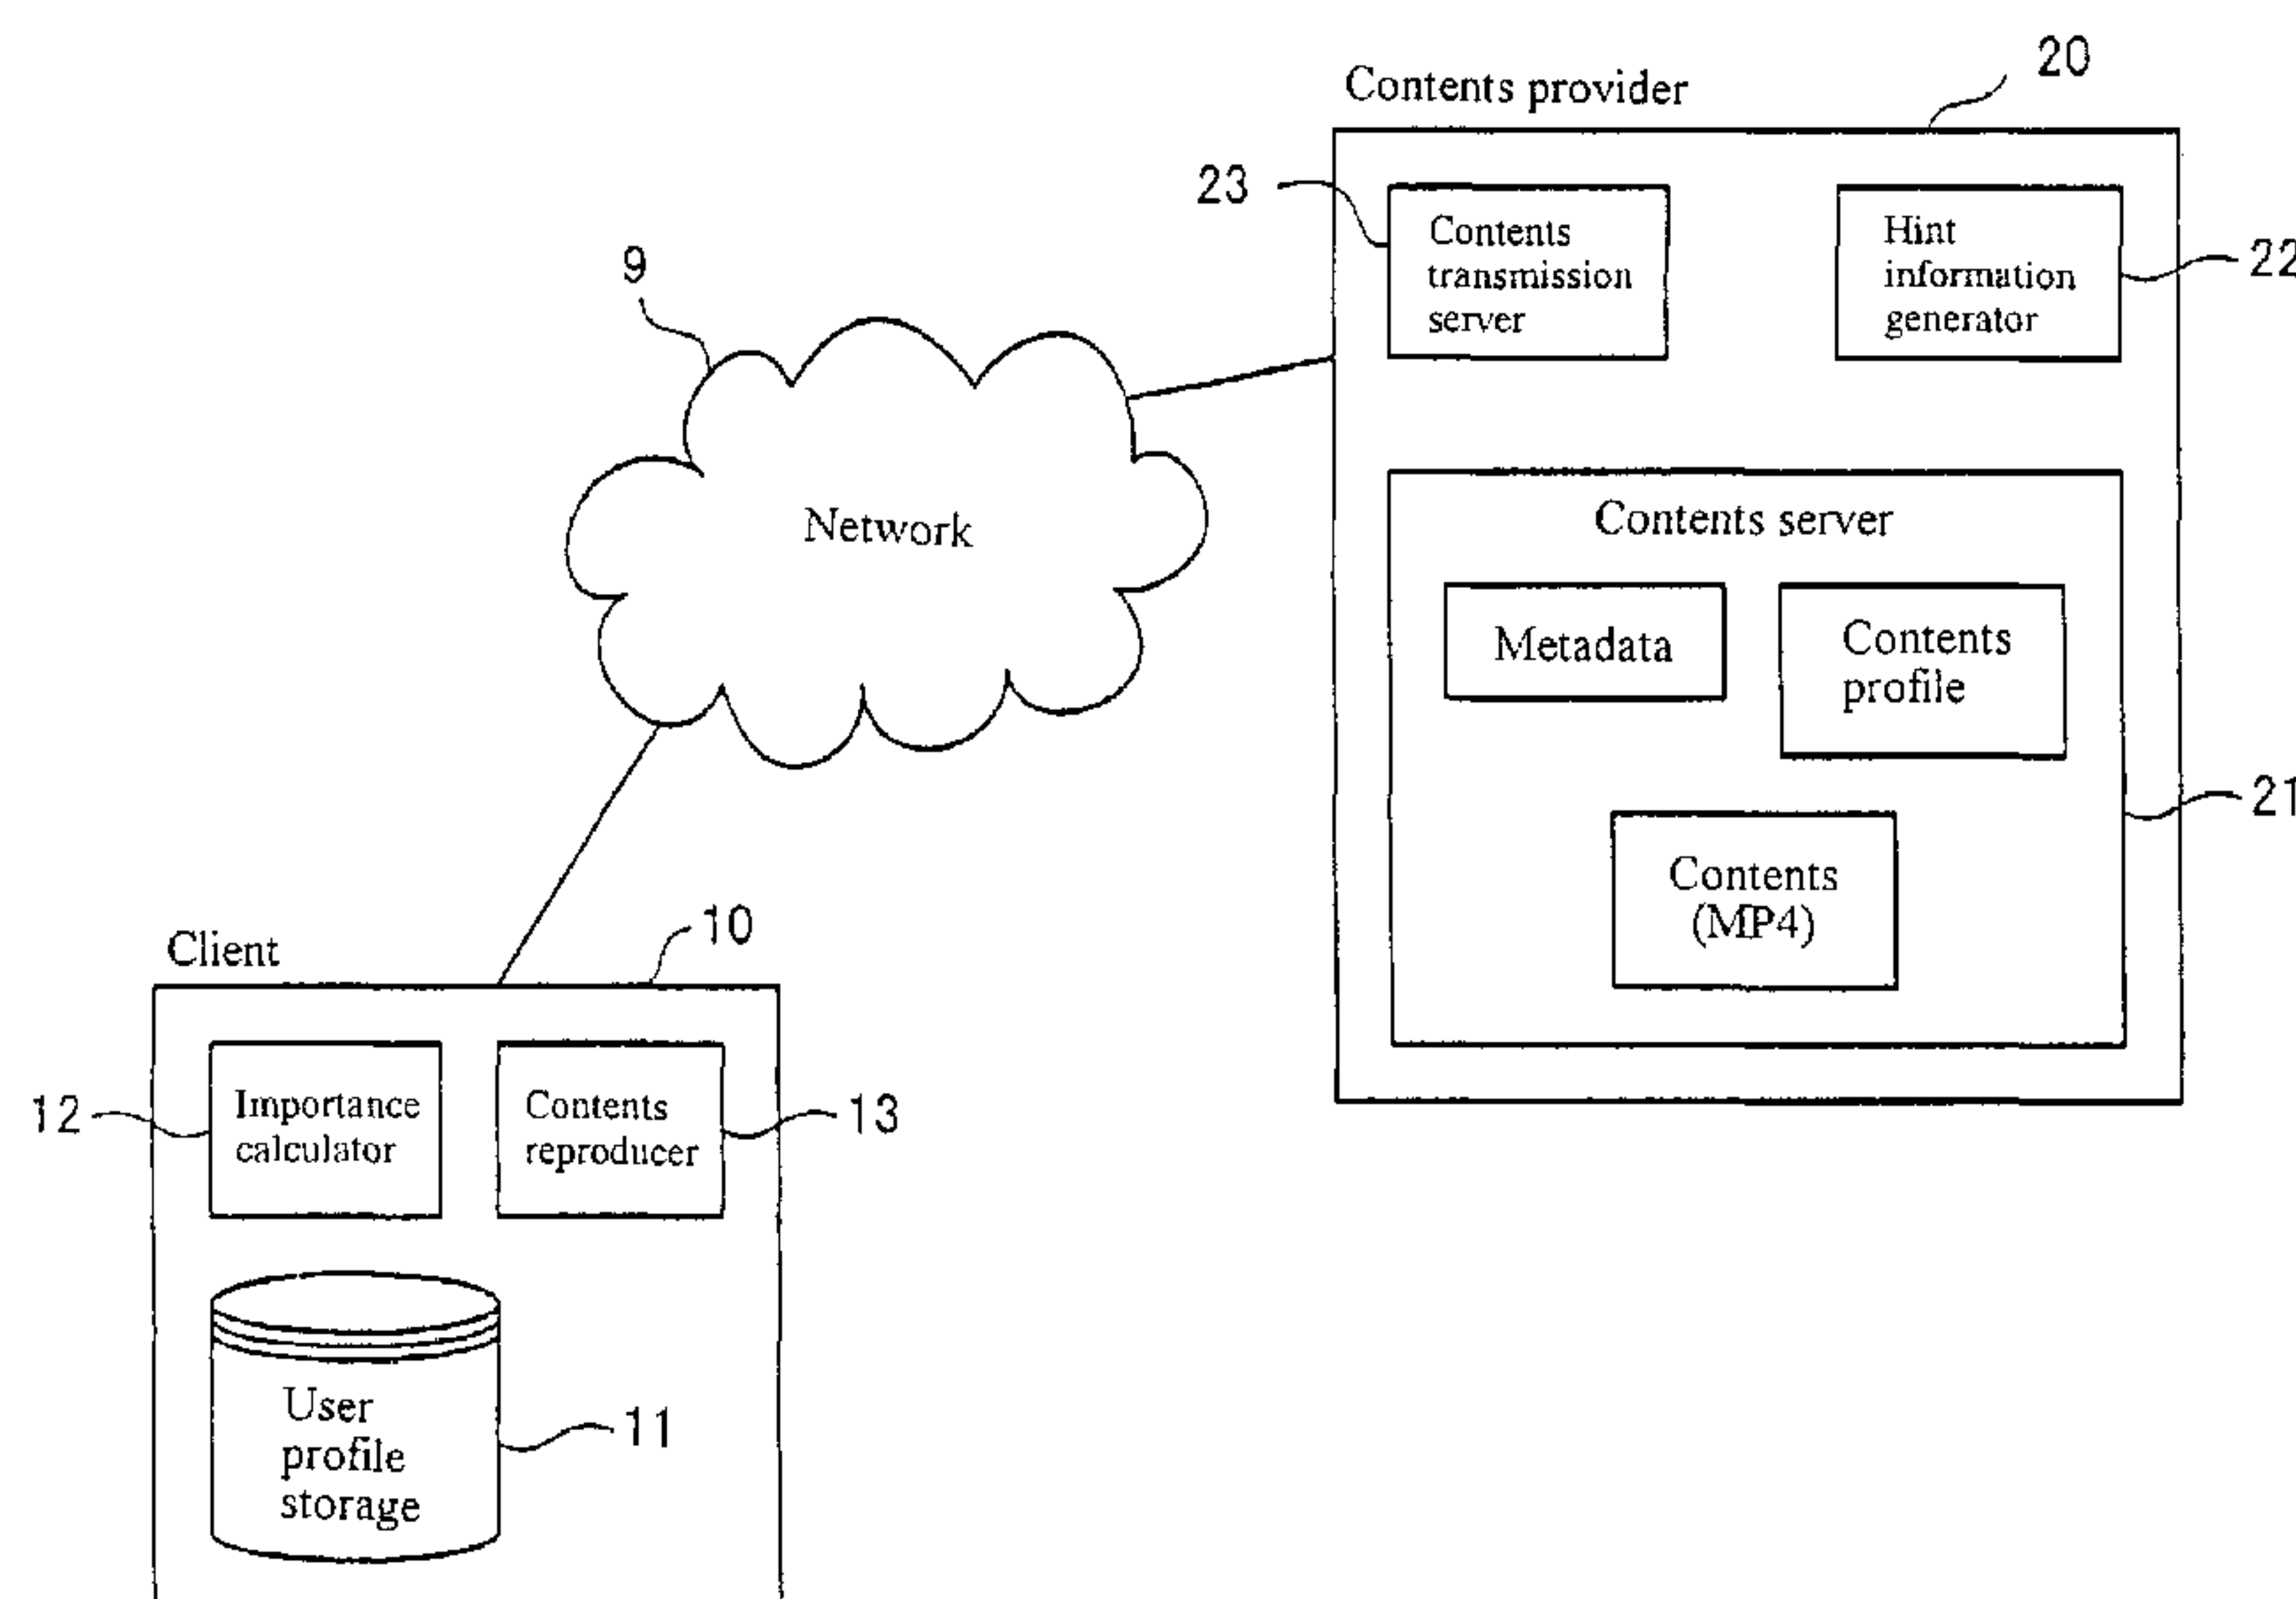 Contents provider
20
23
Contents
transmission
server
Hint
information
generator
22
9
Network
Contents server
Metadata
Contents
profile
21
Contents
(MP4)
Client
10
12
Importance
calculator
Contents
reproducer
13
User
profile
storage
11